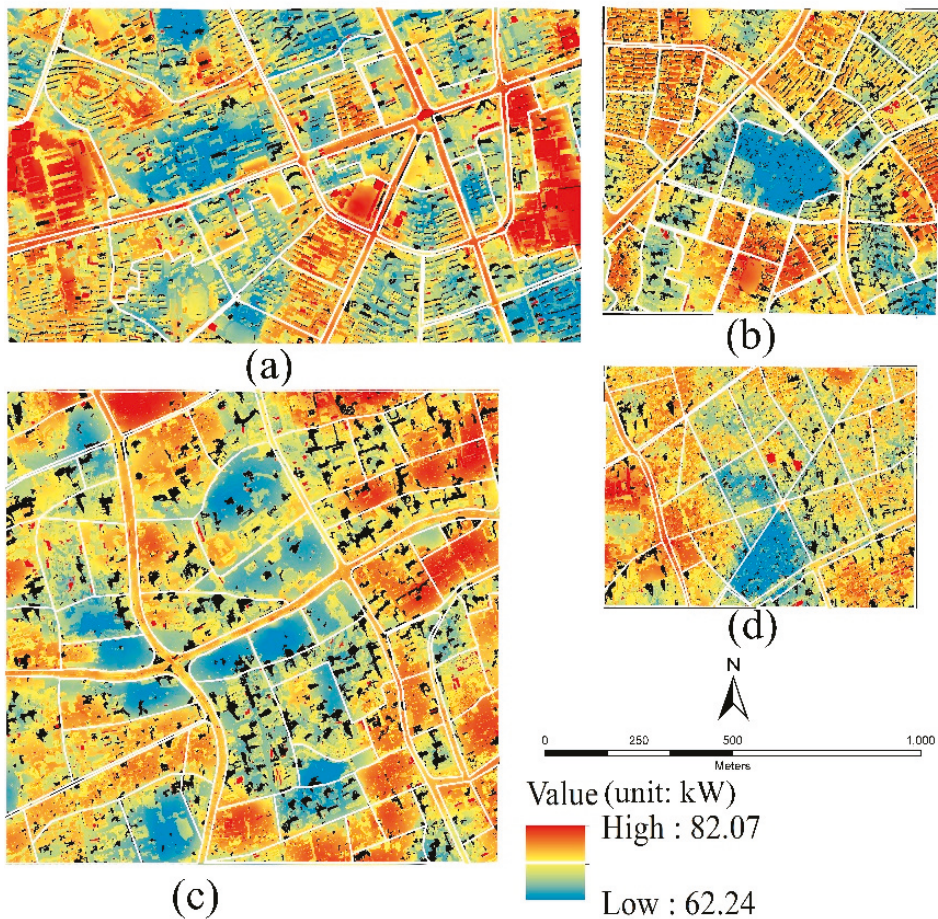 (a)
(b)
(c)
(d)
N
0 250 500 1.000
Meters
Value (unit: kW)
High : 82.07
Low : 62.24